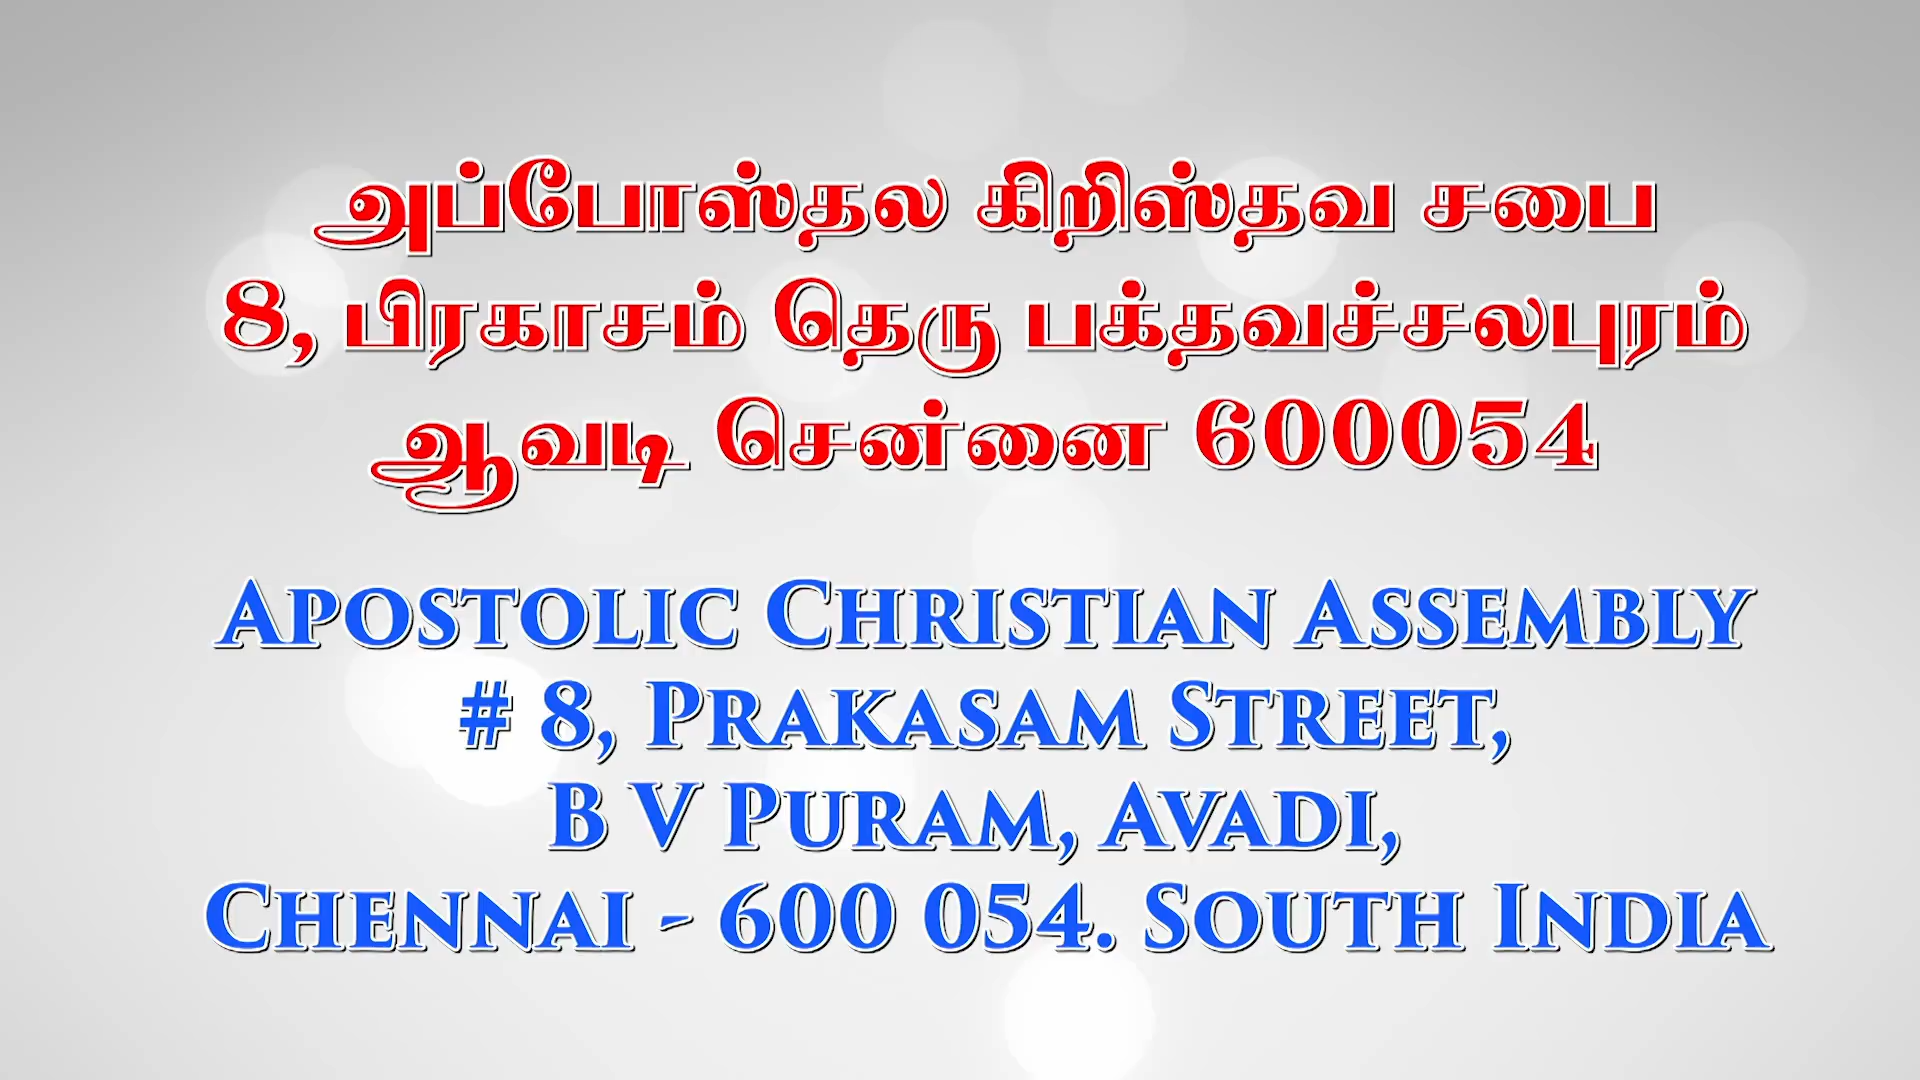 அப்போஸ்தல கிறிஸ்தவ சபை
8, பிரகாசம் தெரு பக்தவச்சலபுரம்
ஆவடி சென்னை 600054
Apostolic Christian Assembly
# 8, Prakasam Street,
B V Puram, Avadi,
Chennai - 600 054. South India